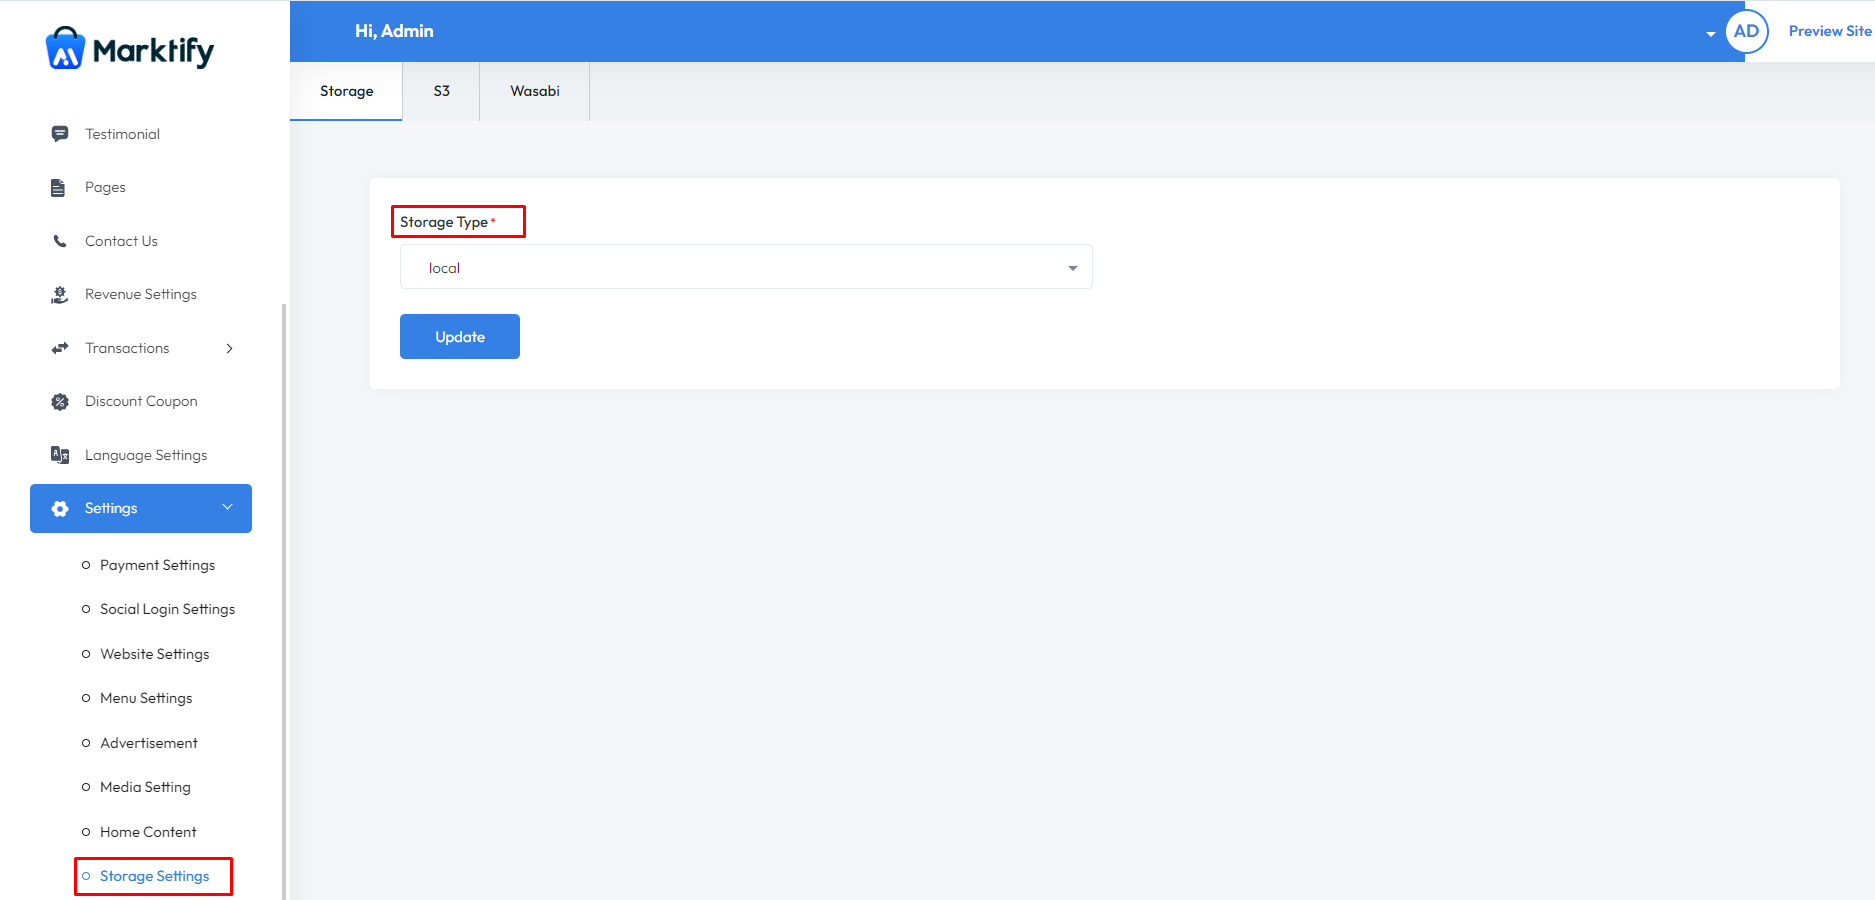 Marktify
Testimonial
Pages
Contact Us
Revenue Settings
Transactions
Discount Coupon
Language Settings
Settings
Payment Settings
Social Login Settings
Website Settings
Menu Settings
Advertisement
Media Setting
Home Content
Storage Settings
Hi, Admin
AD
Preview Site
Storage
S3
Wasabi
Storage Type*
local
Update